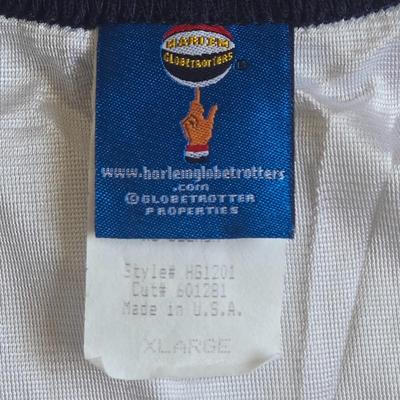 HARLEM
GLOBETROTTERS
®
www.harlemglobetrotters
.com
©GLOBETROTTER
PROPERTIES
Style# HG1201
Cut# 601281
Made in U.S.A.
XLARGE